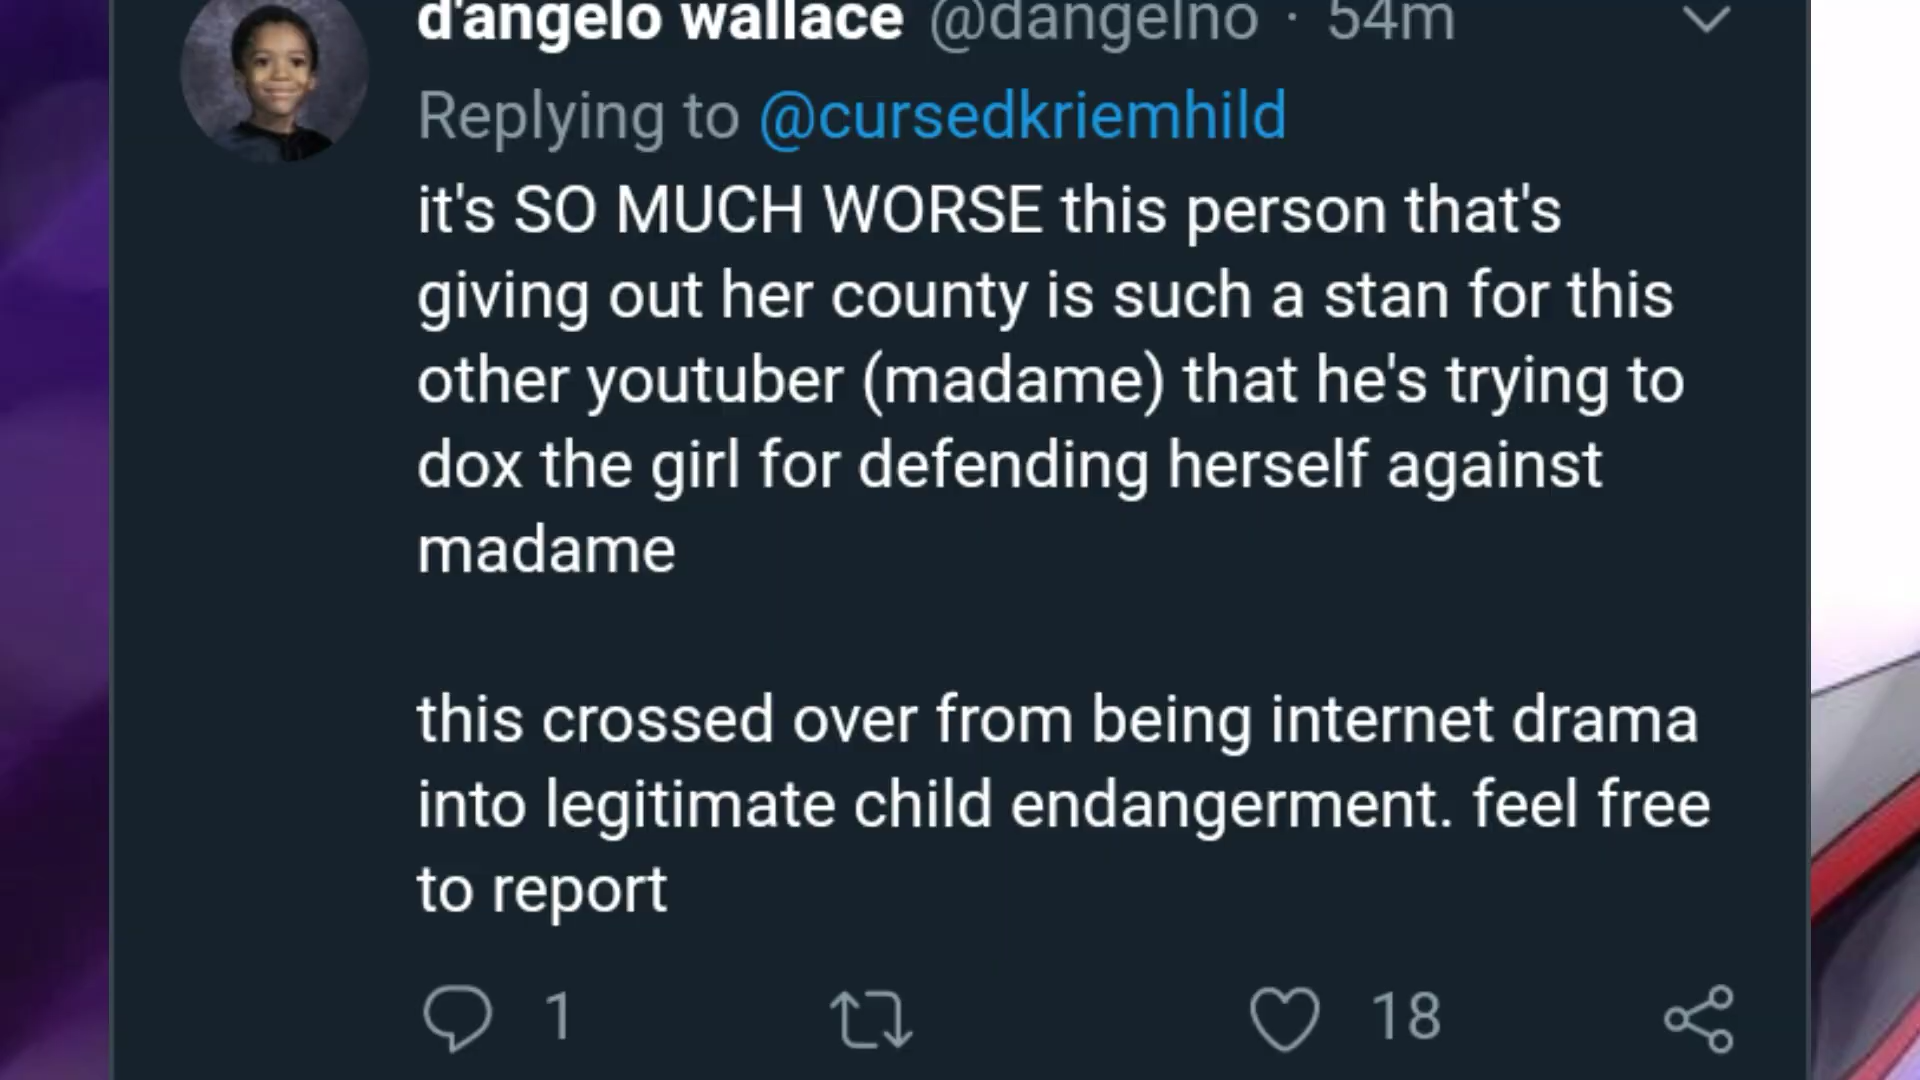 d'angelo wallace @dangelno · 54m
Replying to @cursedkriemhild
it's SO MUCH WORSE this person that's
giving out her county is such a stan for this
other youtuber (madame) that he's trying to
dox the girl for defending herself against
madame
this crossed over from being internet drama
into legitimate child endangerment. feel free
to report
1 18